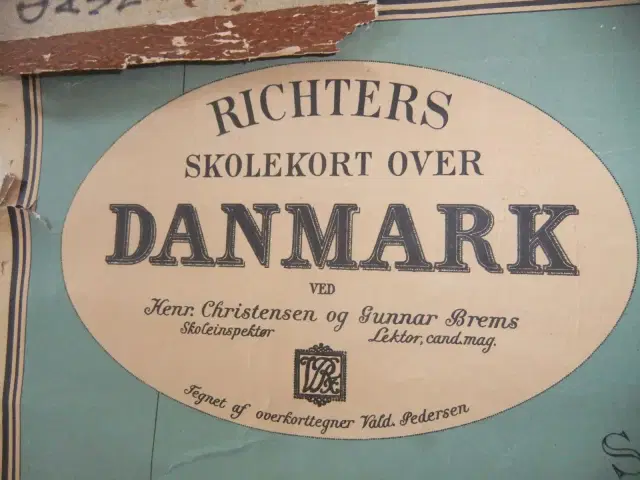 RICHTERS
SKOLEKORT OVER
DANMARK
VED
Henr. Christensen og Gunnar Brems
Skoleinspektør Lektor, cand. mag.
Tegnet af overkorttegner Vald. Pedersen
S